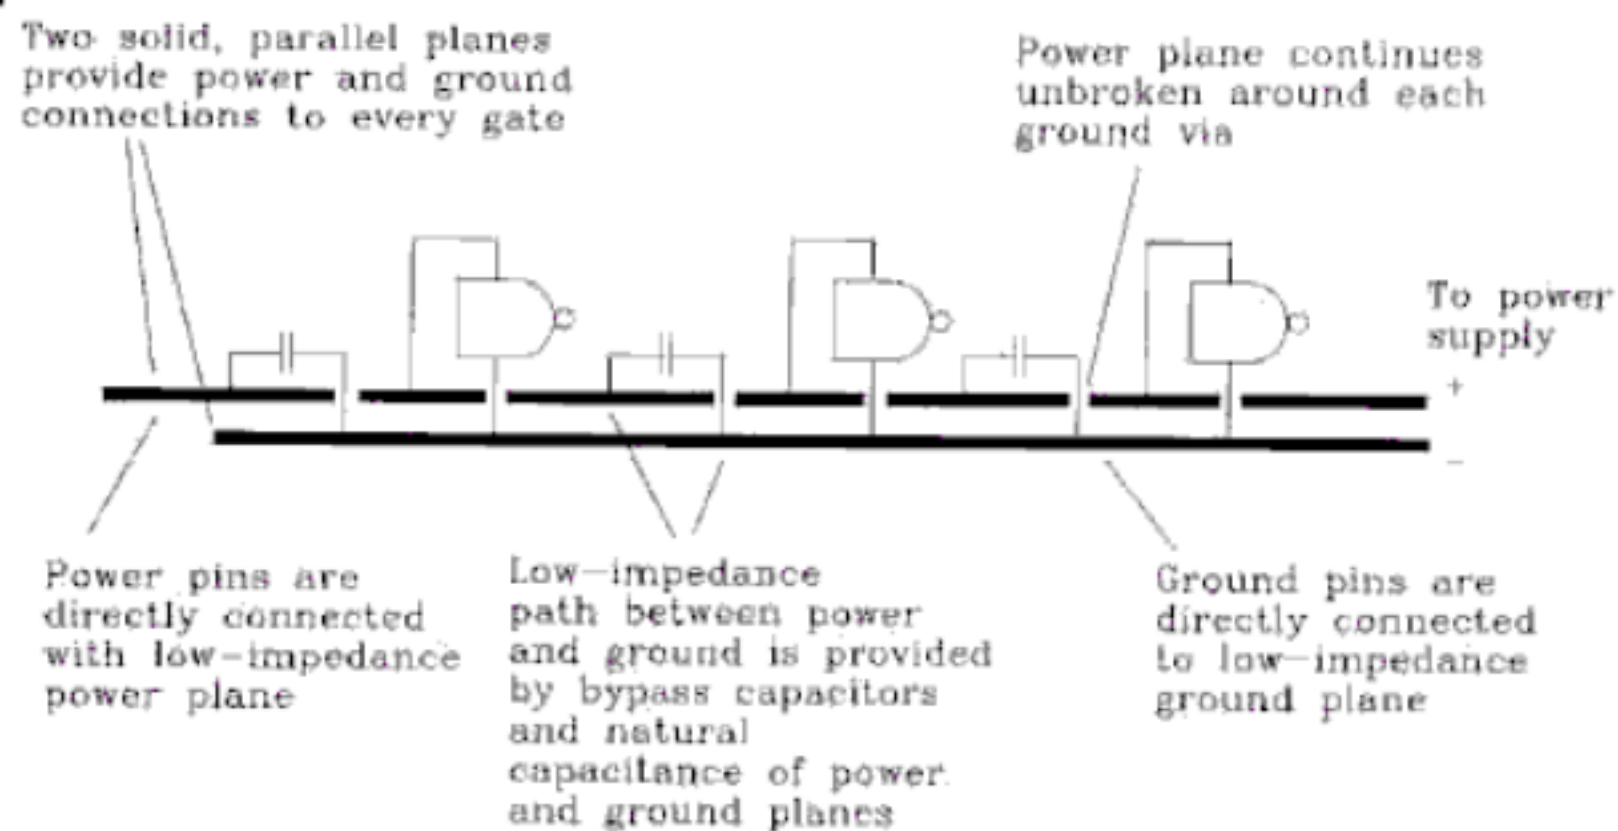 Two solid, parallel planes
provide power and ground
connections to every gate
Power plane continues
unbroken around each
ground via
To power
supply
+
−
Power pins are
directly connected
with low-impedance
power plane
Low-impedance
path between power
and ground is provided
by bypass capacitors
and natural
capacitance of power
and ground planes
Ground pins are
directly connected
to low-impedance
ground plane